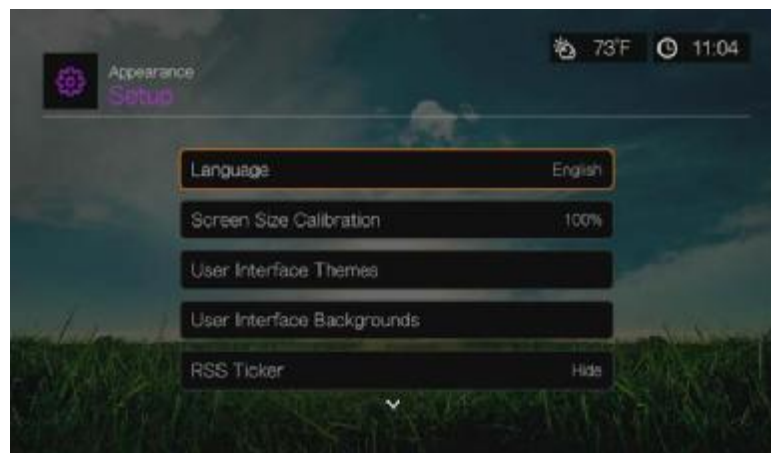 73°F 11:04
Appearance
Setup
Language English
Screen Size Calibration 100%
User Interface Themes
User Interface Backgrounds
RSS Ticker Hide